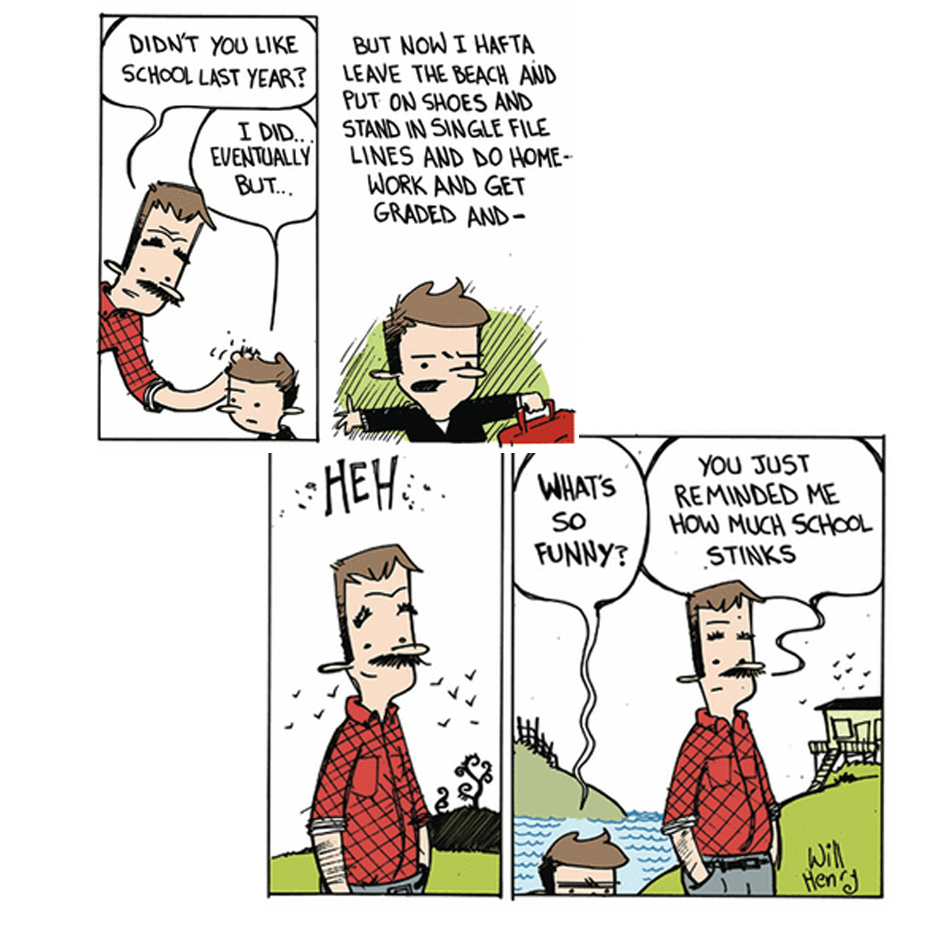 DIDN'T YOU LIKE
SCHOOL LAST YEAR?
I DID...
EVENTUALLY
BUT...
BUT NOW I HAFTA
LEAVE THE BEACH AND
PUT ON SHOES AND
STAND IN SINGLE FILE
LINES AND DO HOME-
WORK AND GET
GRADED AND-
HEH
WHAT'S
SO
FUNNY?
YOU JUST
REMINDED ME
HOW MUCH SCHOOL
STINKS
Will
Henry